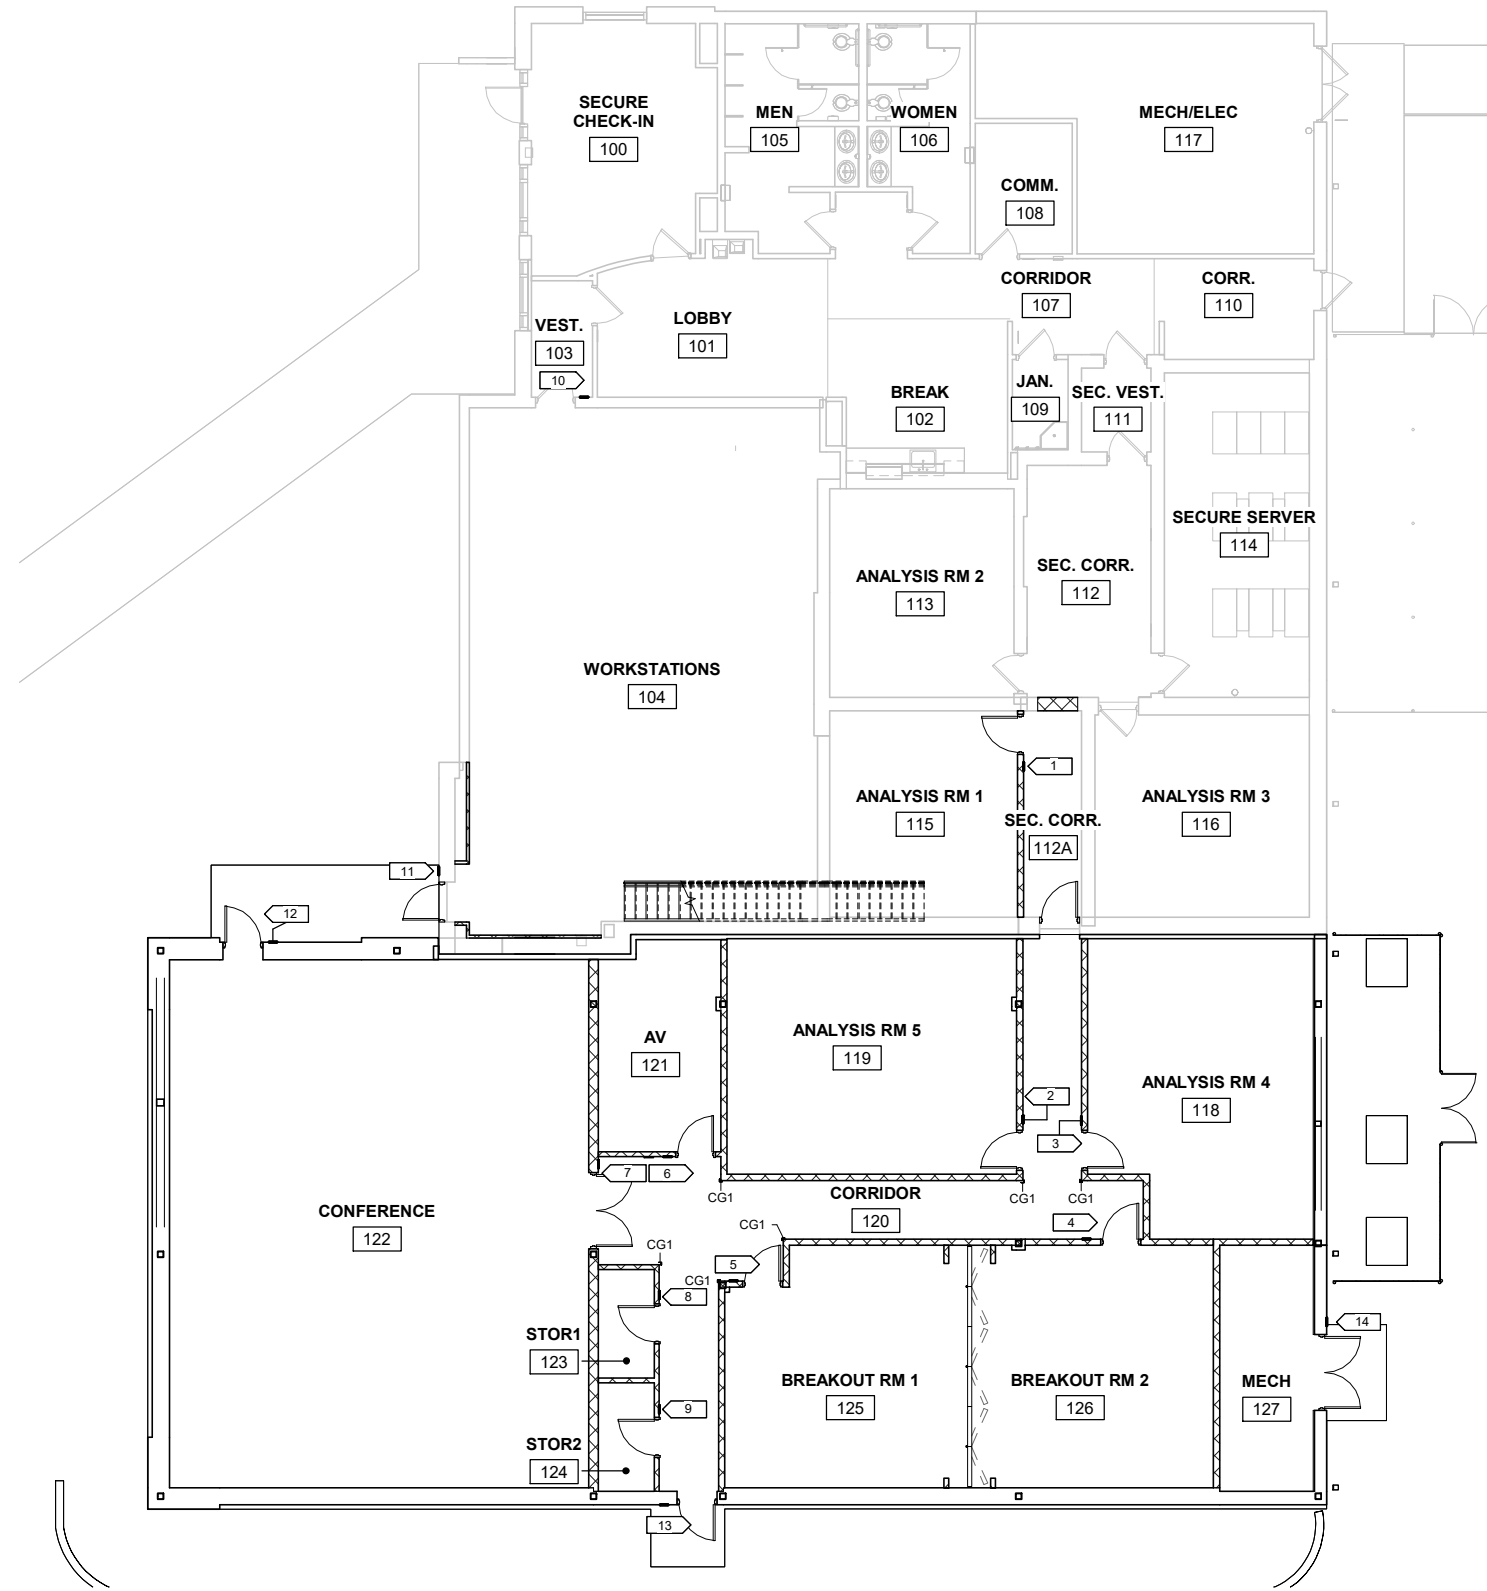 SECURE
CHECK-IN
100
MEN
105
WOMEN
106
MECH/ELEC
117
COMM.
108
CORRIDOR
107
CORR.
110
VEST.
103
10
LOBBY
101
BREAK
102
JAN.
109
SEC. VEST.
111
SECURE SERVER
114
ANALYSIS RM 2
113
SEC. CORR.
112
WORKSTATIONS
104
1
ANALYSIS RM 1
115
SEC. CORR.
112A
ANALYSIS RM 3
116
11
12
AV
121
ANALYSIS RM 5
119
2
3
ANALYSIS RM 4
118
7
6
CG1
CG1
CG1
CORRIDOR
120
CONFERENCE
122
4
CG1
CG1
5
CG1
8
STOR1
123
14
BREAKOUT RM 1
125
BREAKOUT RM 2
126
MECH
127
9
STOR2
124
13